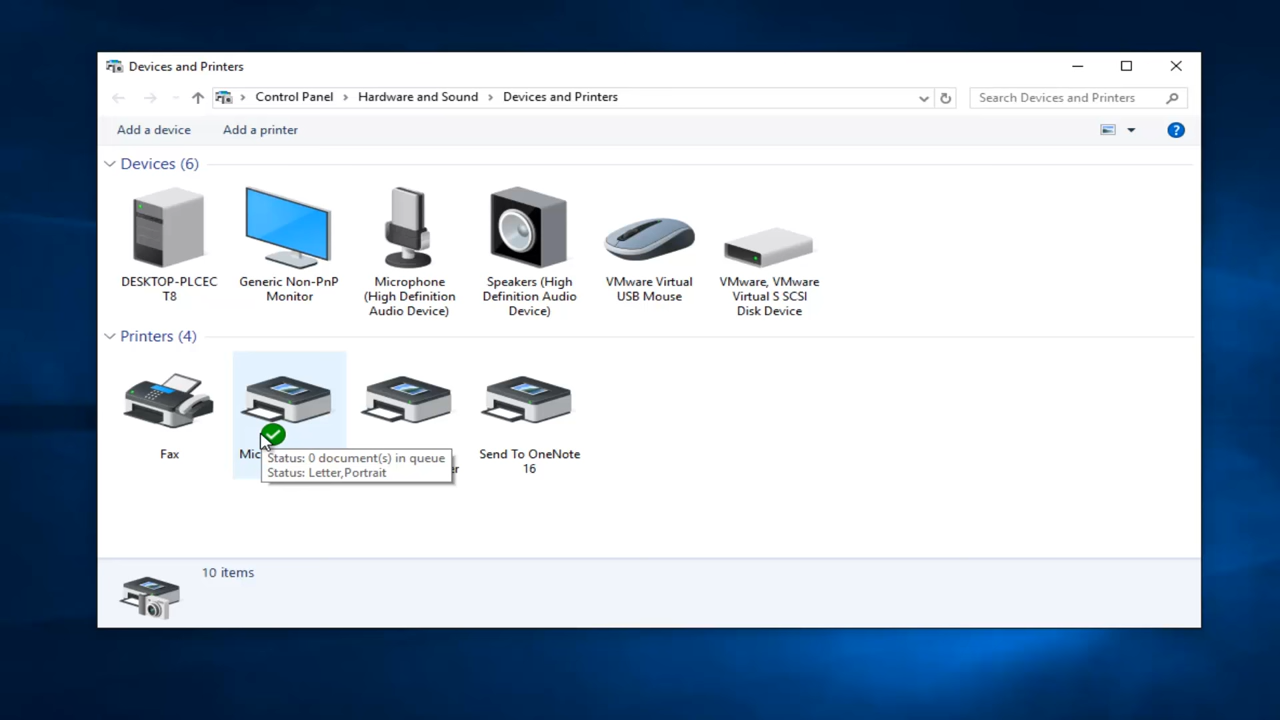 Devices and Printers
Control Panel > Hardware and Sound > Devices and Printers
Search Devices and Printers
Add a device
Add a printer
?
Devices (6)
DESKTOP-PLCEC
T8
Generic Non-PnP
Monitor
Microphone
(High Definition
Audio Device)
Speakers (High
Definition Audio
Device)
VMware Virtual
USB Mouse
VMware, VMware
Virtual S SCSI
Disk Device
Printers (4)
Fax
Status: 0 document(s) in queue
Status: Letter,Portrait
Send To OneNote
16
10 items